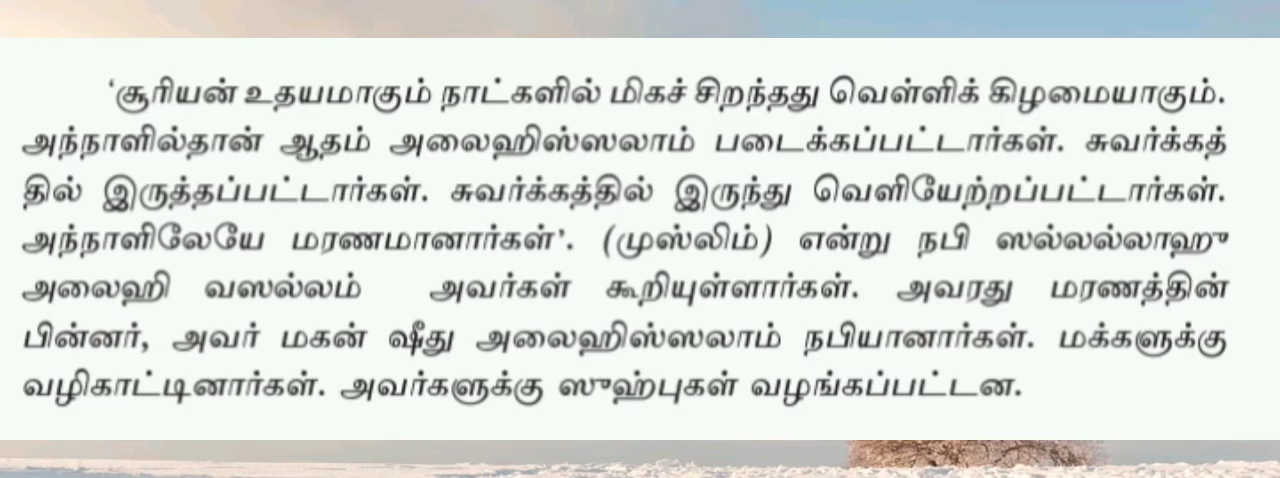 ‘சூரியன் உதயமாகும் நாட்களில் மிகச் சிறந்தது வெள்ளிக் கிழமையாகும்.
அந்நாளில்தான் ஆதம் அலைஹிஸ்ஸலாம் படைக்கப்பட்டார்கள். சுவர்க்கத்
தில் இருத்தப்பட்டார்கள். சுவர்க்கத்தில் இருந்து வெளியேற்றப்பட்டார்கள்.
அந்நாளிலேயே மரணமானார்கள்’. (முஸ்லிம்) என்று நபி ஸல்லல்லாஹு
அலைஹி வஸல்லம் அவர்கள் கூறியுள்ளார்கள். அவரது மரணத்தின்
பின்னர், அவர் மகன் ஷீது அலைஹிஸ்ஸலாம் நபியானார்கள். மக்களுக்கு
வழிகாட்டினார்கள். அவர்களுக்கு ஸுஹ்புகள் வழங்கப்பட்டன.